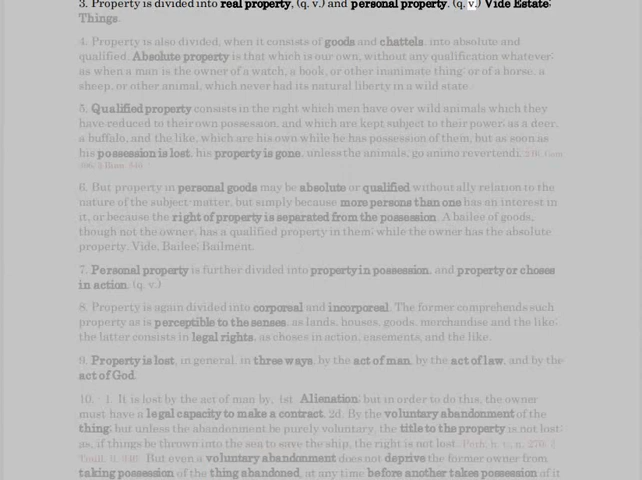 3. Property is divided into real property, (q. v.) and personal property. (q. v.) Vide Estate;
Things.
4. Property is also divided, when it consists of goods and chattels, into absolute and
qualified. Absolute property is that which is our own, without any qualification whatever;
as when a man is the owner of a watch, a book, or other inanimate thing: or of a horse, a
sheep, or other animal, which never had its natural liberty in a wild state.
5. Qualified property consists in the right which men have over wild animals which they
have reduced to their own possession, and which are kept subject to their power; as a deer,
a buffalo, and the like, which are his own while he has possession of them, but as soon as
his possession is lost, his property is gone, unless the animals, go animo revertendi.
6. But property in personal goods may be absolute or qualified without ally relation to the
nature of the subject-matter, but simply because more persons than one has an interest in
it, or because the right of property is separated from the possession. A bailee of goods,
though not the owner, has a qualified property in them; while the owner has the absolute
property. Vide, Bailee; Bailment.
7. Personal property is further divided into property in possession, and property or choses
in action. (q. v.)
8. Property is again divided into corporeal and incorporeal. The former comprehends such
property as is perceptible to the senses, as lands, houses, goods, merchandise and the like;
the latter consists in legal rights, as choses in action, easements, and the like.
9. Property is lost, in general, in three ways, by the act of man, by the act of law, and by the
act of God.
10. - 1. It is lost by the act of man by, 1st. Alienation; but in order to do this, the owner
must have a legal capacity to make a contract. 2d. By the voluntary abandonment of the
thing; but unless the abandonment be purely voluntary, the title to the property is not lost;
as, if things be thrown into the sea to save the ship, the right is not lost. Poth. h. t., n. 270; 3
But even a voluntary abandonment does not deprive the former owner from
taking possession of the thing abandoned, at any time before another takes possession of it